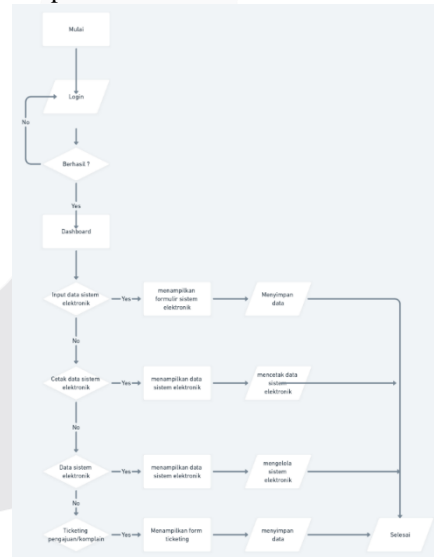 Mulai
Login
No
Berhasil ?
Yes
Dashboard
Input data sistem
elektronik
Yes
menampilkan
formulir sistem
elektronik
Menyimpan
data
No
Cetak data sistem
elektronik
Yes
menampilkan data
sistem elektronik
mencetak data
sistem
elektronik
No
Data sistem
elektronik
Yes
menampilkan data
sistem elektronik
mengelola
sistem
elektronik
No
Ticketing
pengajuan/komplain
Yes
Menampilkan form
ticketing
menyimpan
data
Selesai